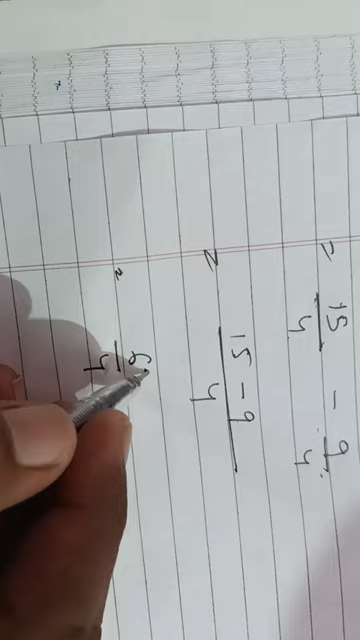 = 15/4 - 9/4
= 15 - 9/4
= 6/4